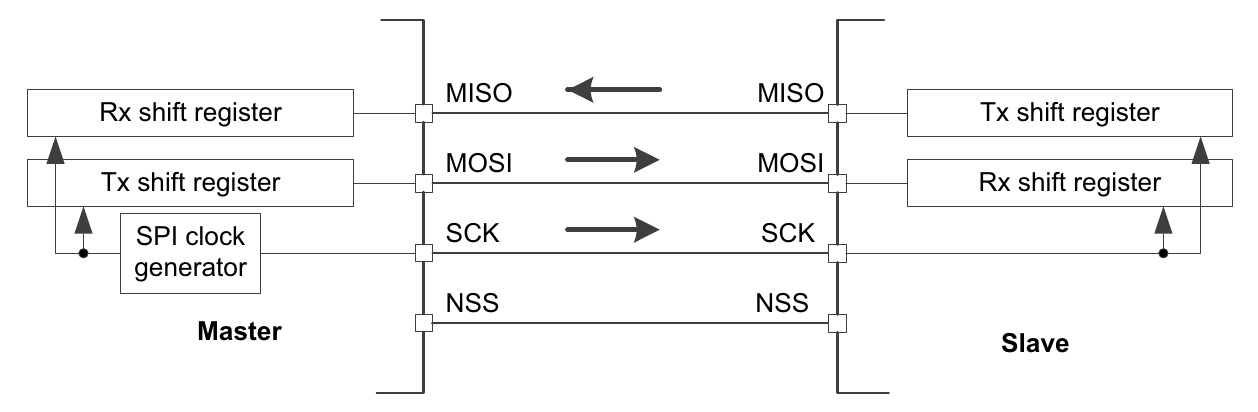 MISO
MISO
Rx shift register
Tx shift register
MOSI
MOSI
Tx shift register
Rx shift register
SPI clock
generator
SCK
SCK
NSS
NSS
Master
Slave